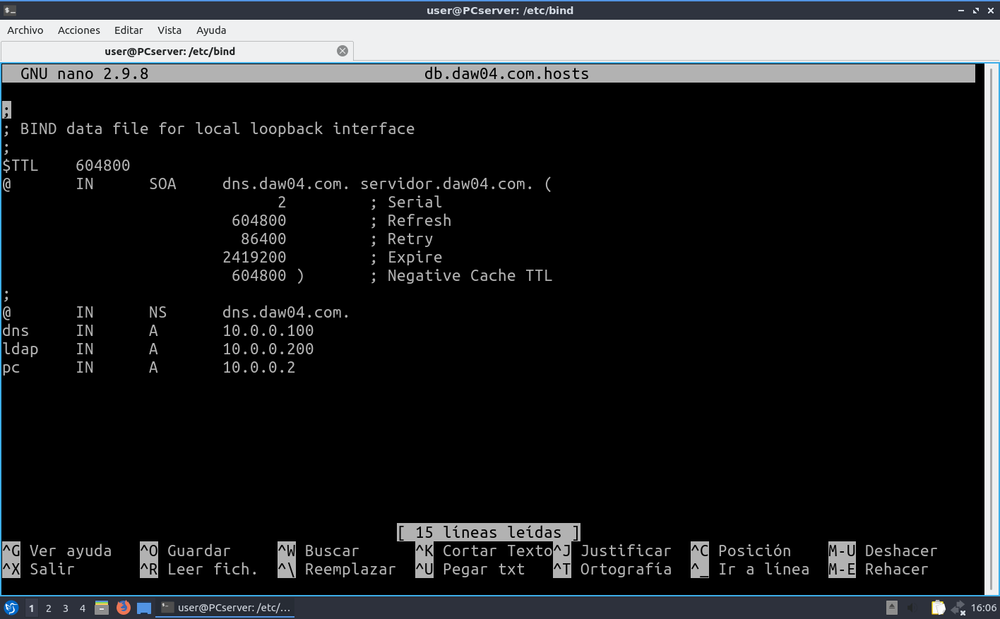 user@PCserver: /etc/bind
Archivo Acciones Editar Vista Ayuda
user@PCserver: /etc/bind
GNU nano 2.9.8 db.daw04.com.hosts
;
; BIND data file for local loopback interface
;
$TTL 604800
@ IN SOA dns.daw04.com. servidor.daw04.com. (
2 ; Serial
604800 ; Refresh
86400 ; Retry
2419200 ; Expire
604800 ) ; Negative Cache TTL
;
@ IN NS dns.daw04.com.
dns IN A 10.0.0.100
ldap IN A 10.0.0.200
pc IN A 10.0.0.2
[ 15 líneas leídas ]
^G Ver ayuda ^O Guardar ^W Buscar ^K Cortar Texto ^J Justificar ^C Posición M-U Deshacer
^X Salir ^R Leer fich. ^\ Reemplazar ^U Pegar txt ^T Ortografía ^_ Ir a línea M-E Rehacer
1 2 3 4 user@PCserver: /etc/... 16:06